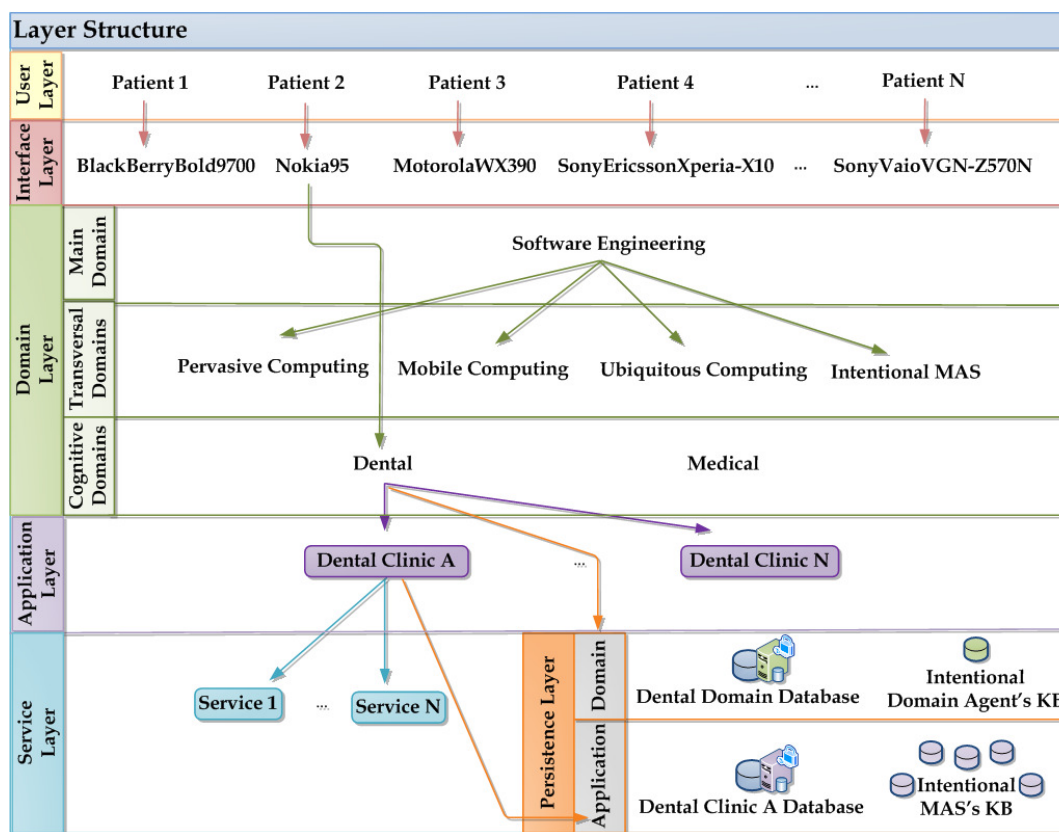 Layer Structure
User
Layer
Patient 1
Patient 2
Patient 3
Patient 4
...
Patient N
Interface
Layer
BlackBerryBold9700
Nokia95
MotorolaWX390
SonyEricssonXperia-X10
...
SonyVaioVGN-Z570N
Domain
Layer
Main
Domain
Software Engineering
Transversal
Domains
Pervasive Computing
Mobile Computing
Ubiquitous Computing
Intentional MAS
Cognitive
Domains
Dental
Medical
Application
Layer
Dental Clinic A
...
Dental Clinic N
Service
Layer
Service 1
...
Service N
Persistence Layer
Domain
Dental Domain Database
Intentional
Domain Agent's KB
Application
Dental Clinic A Database
Intentional
MAS's KB